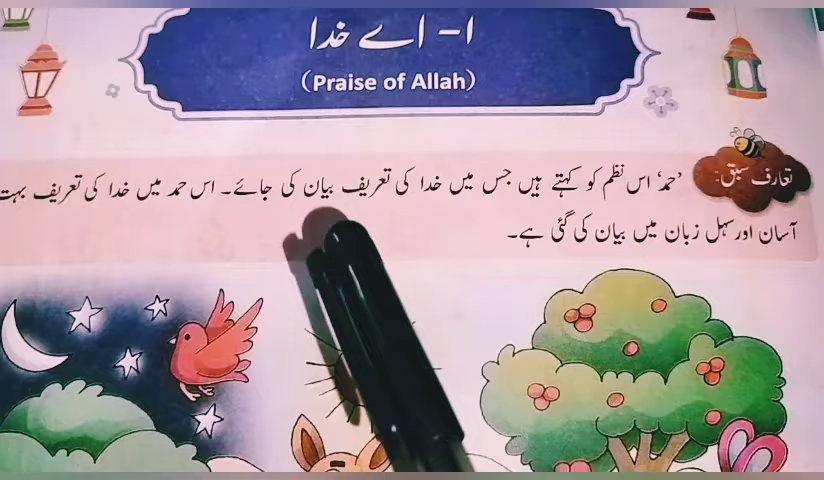 ۱- اے خدا
(Praise of Allah)
تعارف سبق:
'حمد' اس نظم کو کہتے ہیں جس میں خدا کی تعریف بیان کی جائے۔ اس حمد میں خدا کی تعریف بہت
آسان اور سہل زبان میں بیان کی گئی ہے۔